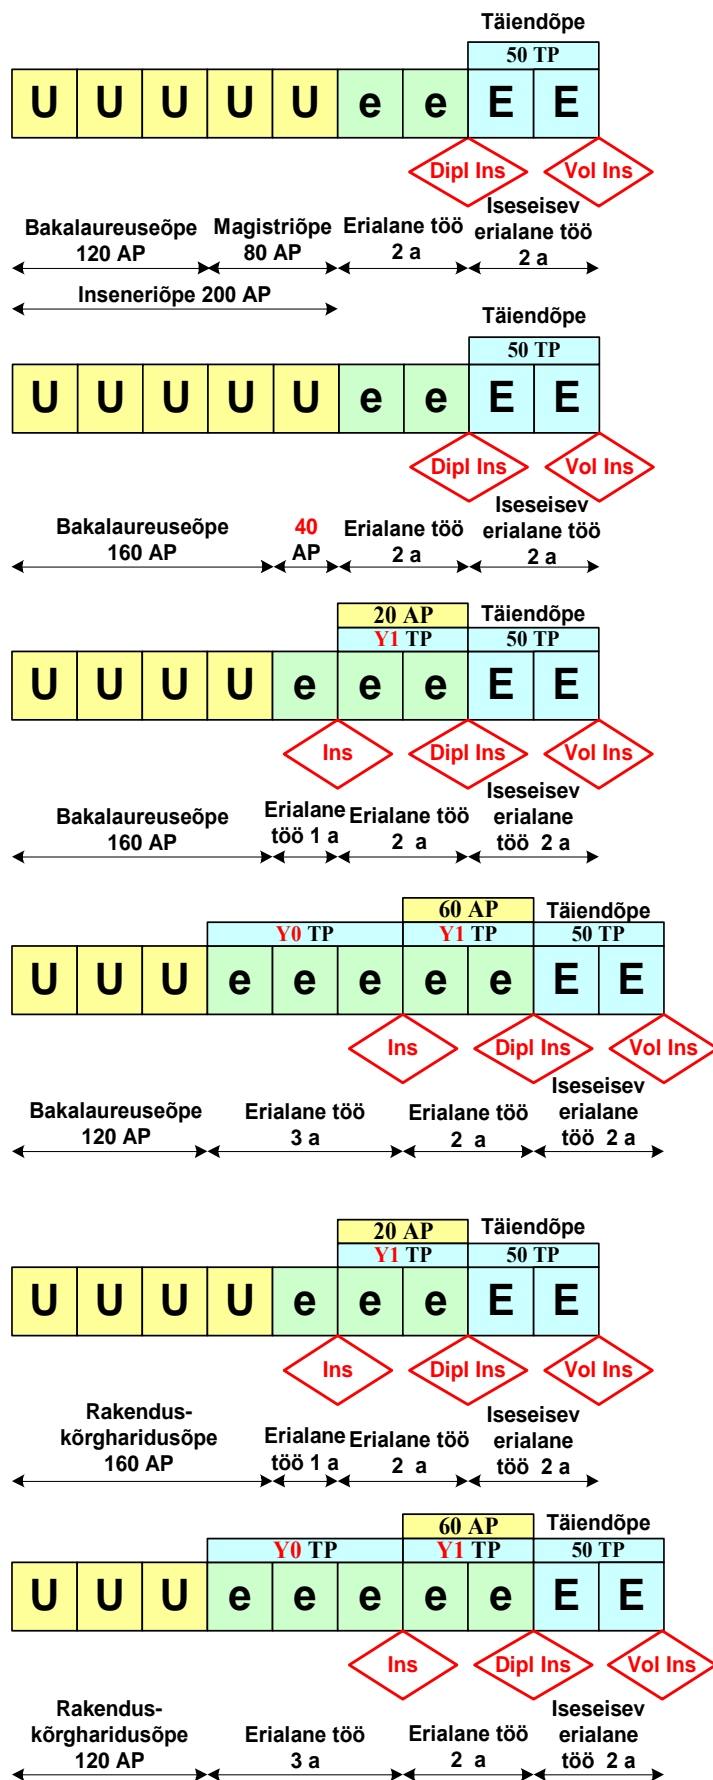 Täiendõpe
50 TP
U U U U U e e E E
Dipl Ins Vol Ins
Bakalaureuseõpe Magistriõpe Erialane töö Iseseisev
120 AP 80 AP 2 a erialane töö
2 a
Inseneriõpe 200 AP
Täiendõpe
50 TP
U U U U U e e E E
Dipl Ins Vol Ins
Bakalaureuseõpe 40 Erialane töö Iseseisev
160 AP AP 2 a erialane töö
2 a
20 AP Täiendõpe
Y1 TP 50 TP
U U U U e e e E E
Ins Dipl Ins Vol Ins
Bakalaureuseõpe Erialane Erialane töö Iseseisev
160 AP töö 1 a 2 a erialane
töö 2 a
60 AP Täiendõpe
Y0 TP Y1 TP 50 TP
U U U e e e e e E E
Ins Dipl Ins Vol Ins
Bakalaureuseõpe Erialane töö Erialane töö Iseseisev
120 AP 3 a 2 a erialane
töö 2 a
20 AP Täiendõpe
Y1 TP 50 TP
U U U U e e e E E
Ins Dipl Ins Vol Ins
Rakendus- Erialane Erialane töö Iseseisev
kõrgharidusõpe töö 1 a 2 a erialane
160 AP töö 2 a
60 AP Täiendõpe
Y0 TP Y1 TP 50 TP
U U U e e e e e E E
Ins Dipl Ins Vol Ins
Rakendus- Erialane töö Erialane töö Iseseisev
kõrgharidusõpe 3 a 2 a erialane
120 AP töö 2 a